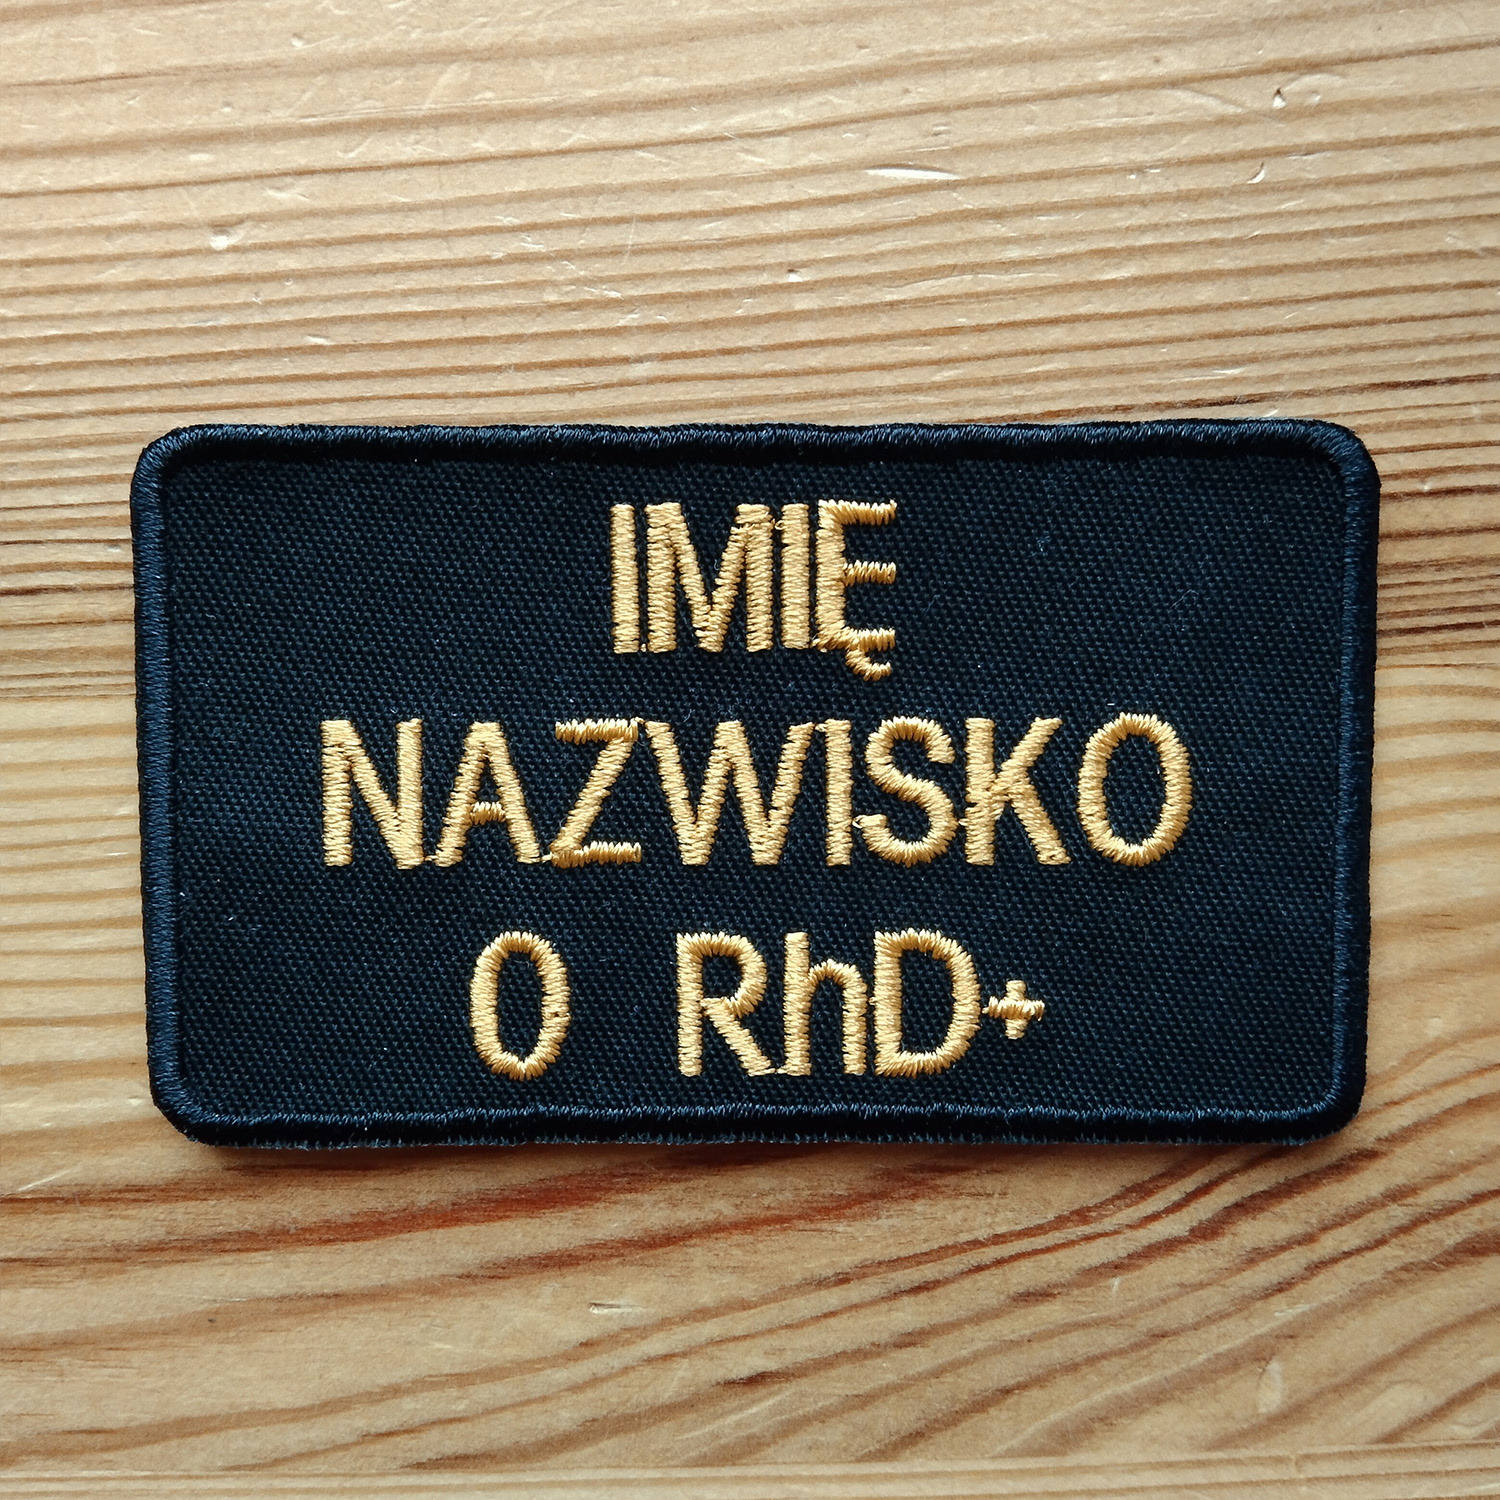 IMIĘ
NAZWISKO
0 RhD+